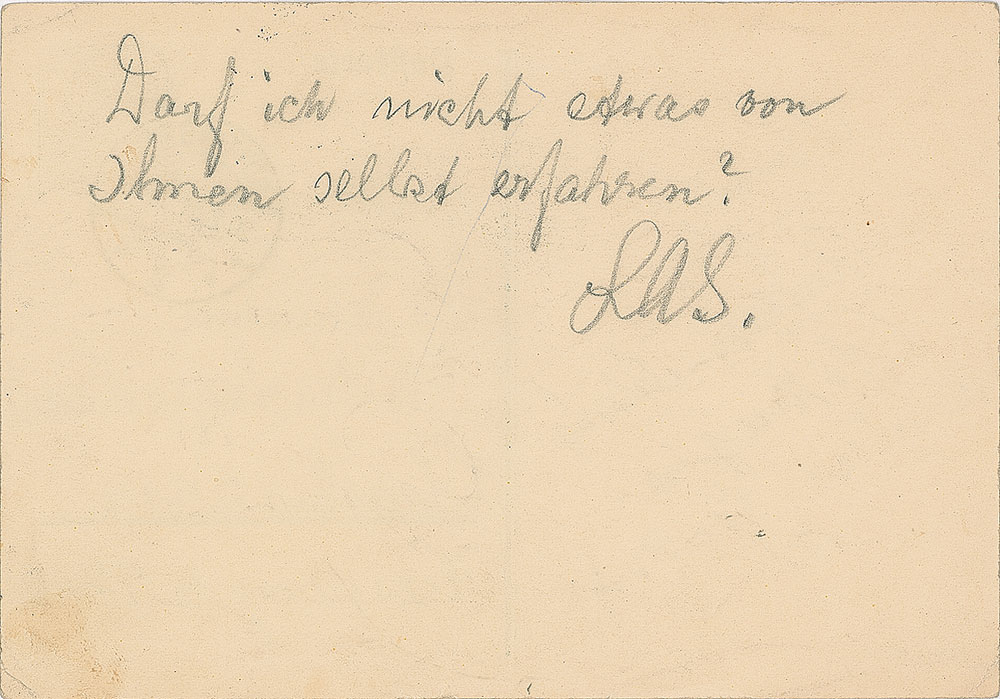 Darf ich nicht etwas von
Ihnen selbst erfahren?
LAS.